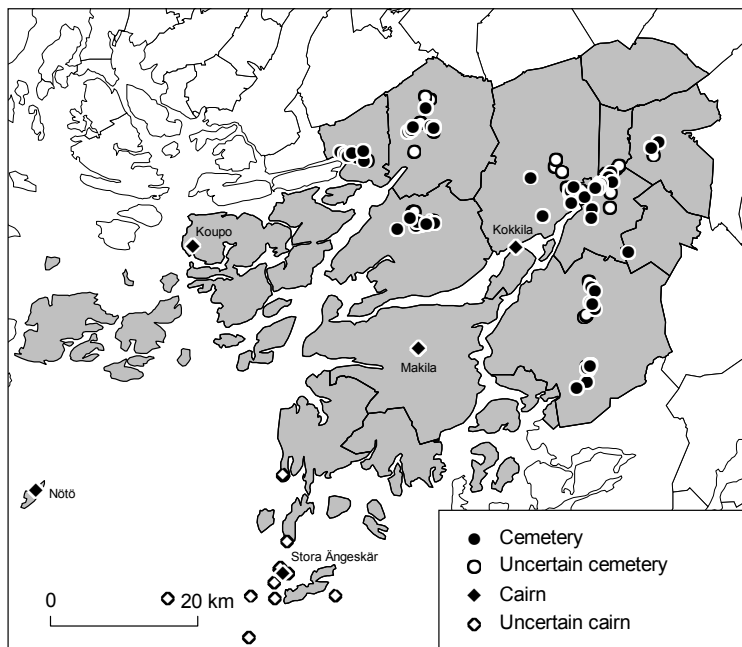 Koupo
Kokkila
Makila
Nötö
Stora Ängeskär
0 20 km
Cemetery
Uncertain cemetery
Cairn
Uncertain cairn